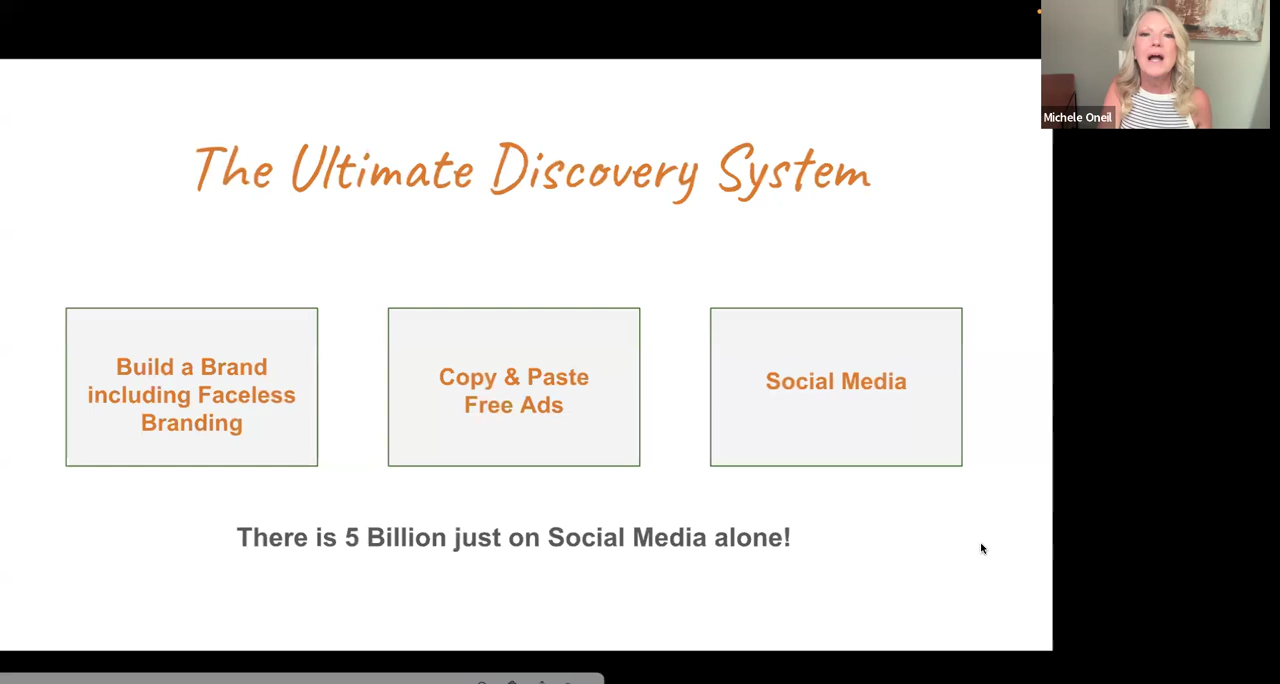 The Ultimate Discovery System
Michele Oneil
Build a Brand
including Faceless
Branding
Copy & Paste
Free Ads
Social Media
There is 5 Billion just on Social Media alone!